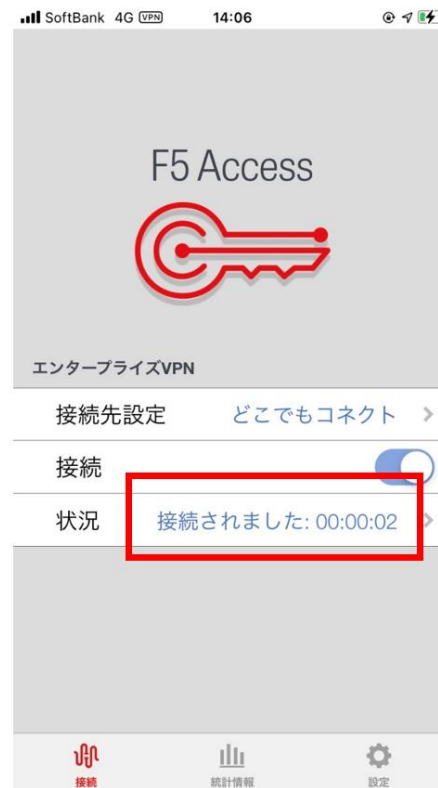 SoftBank 4G VPN 14:06
F5 Access
エンタープライズVPN
接続先設定 どこでもコネクト
接続
状況 接続されました: 00:00:02
接続 統計情報 設定